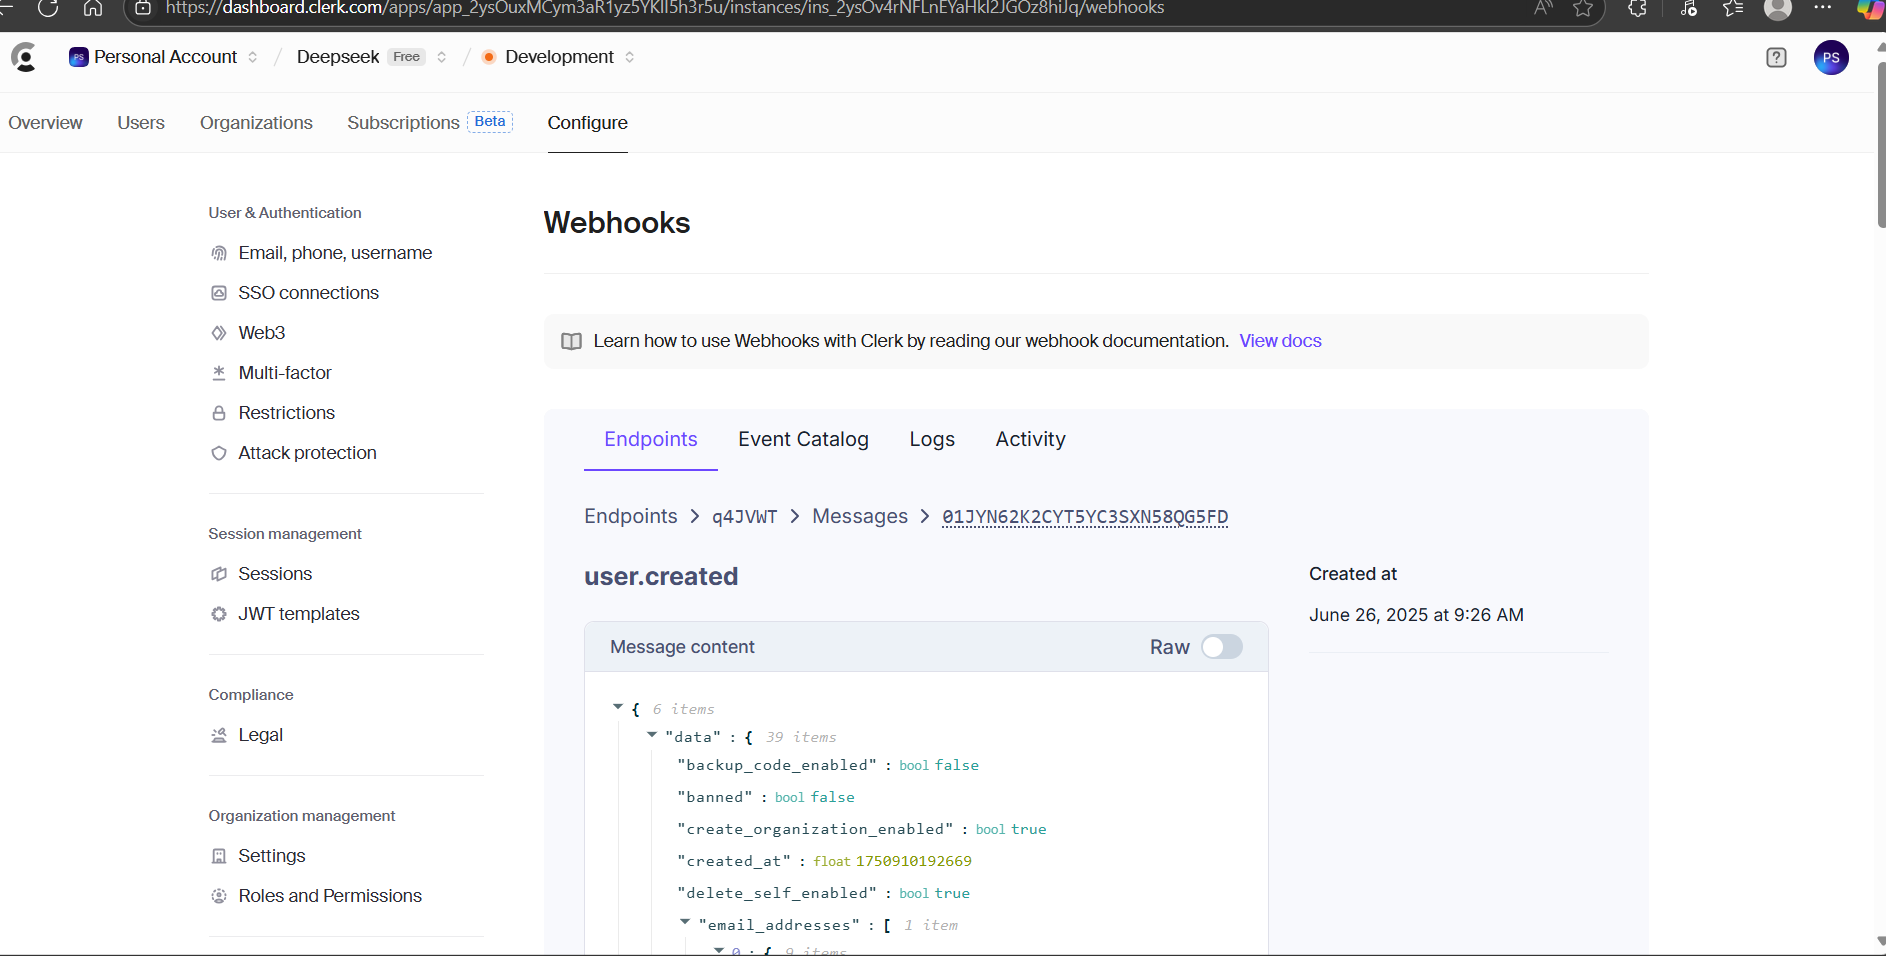 https://dashboard.clerk.com/apps/app_2ysOuxMCym3aR1yz5YKIl5h3r5u/instances/ins_2ysOv4rNFLnEYaHkl2JGOz8hiJq/webhooks
PS Personal Account / Deepseek Free / Development
? PS
Overview Users Organizations Subscriptions Beta Configure
User & Authentication
Email, phone, username
SSO connections
Web3
Multi-factor
Restrictions
Attack protection
Session management
Sessions
JWT templates
Compliance
Legal
Organization management
Settings
Roles and Permissions
Webhooks
Learn how to use Webhooks with Clerk by reading our webhook documentation. View docs
Endpoints Event Catalog Logs Activity
Endpoints > q4JVWT > Messages > 01JYN62K2CYT5YC3SXN58QG5FD
user.created
Created at
June 26, 2025 at 9:26 AM
Message content Raw
{ 6 items
"data" : { 39 items
"backup_code_enabled" : bool false
"banned" : bool false
"create_organization_enabled" : bool true
"created_at" : float 1750910192669
"delete_self_enabled" : bool true
"email_addresses" : [ 1 item
0 : { 9 items